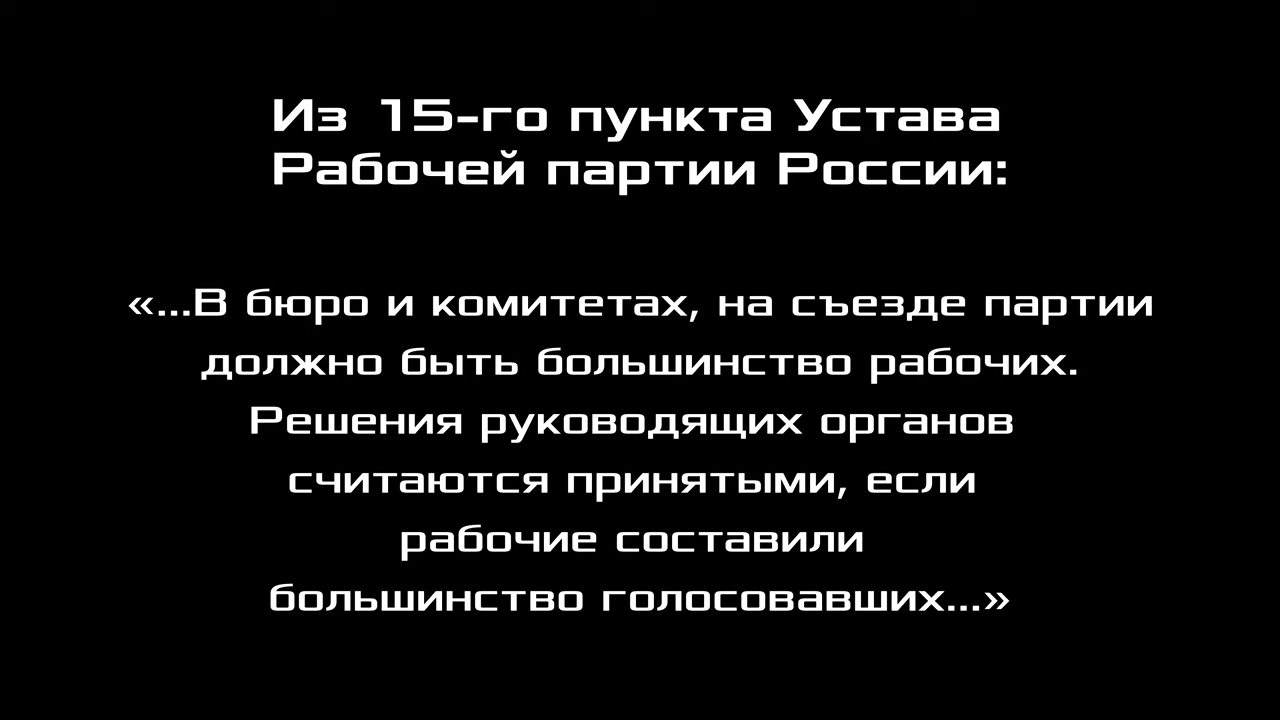 Из 15-го пункта Устава
Рабочей партии России:
«...В бюро и комитетах, на съезде партии
должно быть большинство рабочих.
Решения руководящих органов
считаются принятыми, если
рабочие составили
большинство голосовавших...»